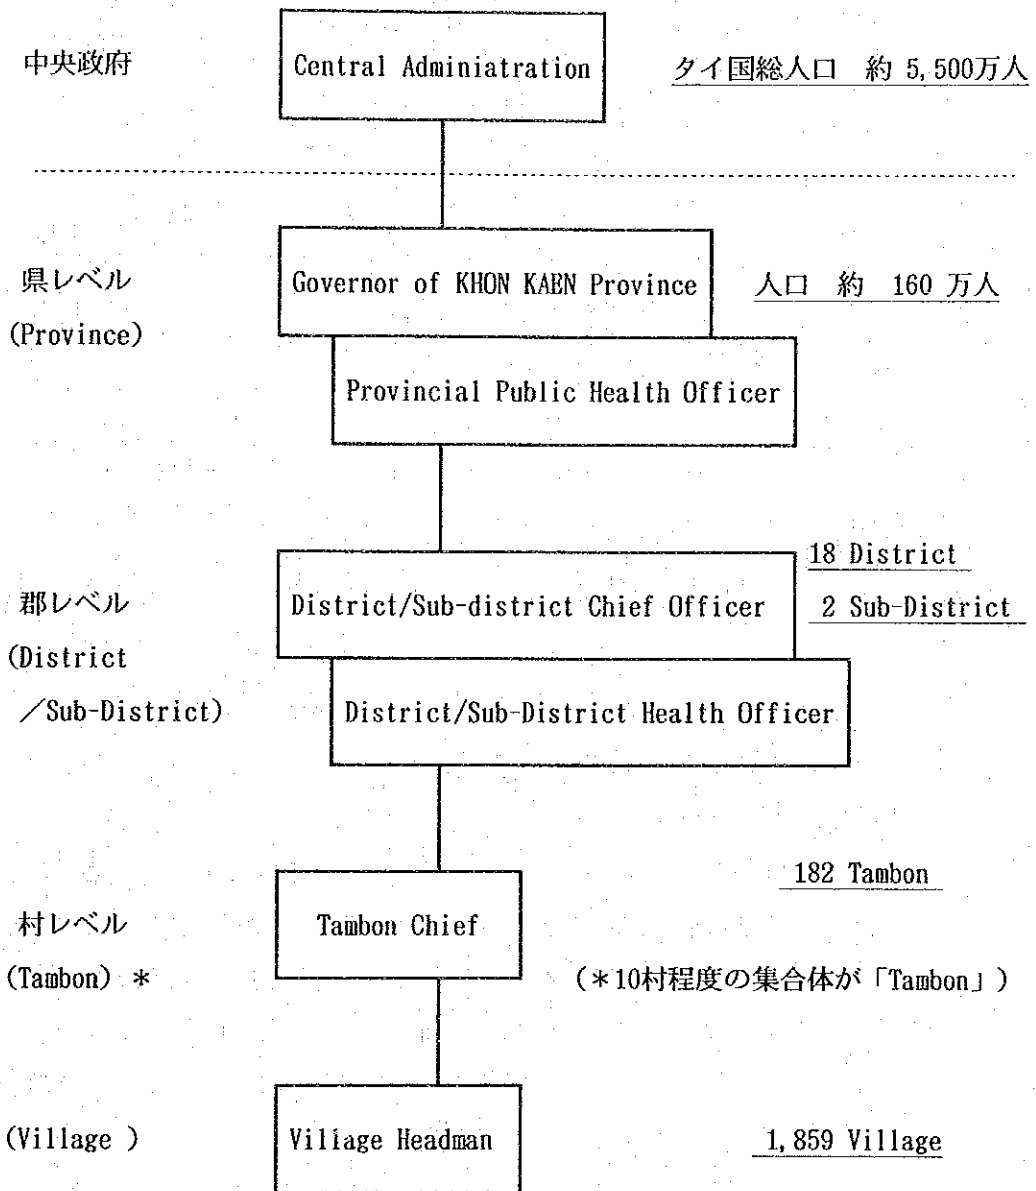 中央政府 Central Adminiatration タイ国総人口 約 5,500万人
県レベル Governor of KHON KAEN Province 人口 約 160 万人
(Province)
Provincial Public Health Officer
18 District
郡レベル District/Sub-district Chief Officer 2 Sub-District
(District
／Sub-District) District/Sub-District Health Officer
182 Tambon
村レベル Tambon Chief
(Tambon) * (*10村程度の集合体が「Tambon」)
(Village ) Village Headman 1,859 Village